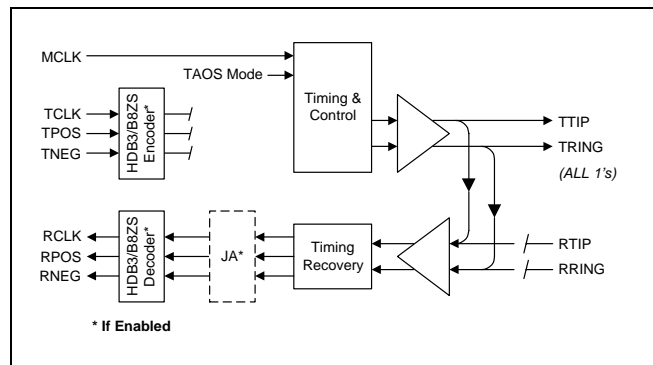 MCLK
TAOS Mode
Timing &
Control
TCLK
TPOS
TNEG
HDB3/B8ZS
Encoder*
TTIP
TRING
(ALL 1's)
RCLK
RPOS
RNEG
HDB3/B8ZS
Decoder*
JA*
Timing
Recovery
RTIP
RRING
* If Enabled